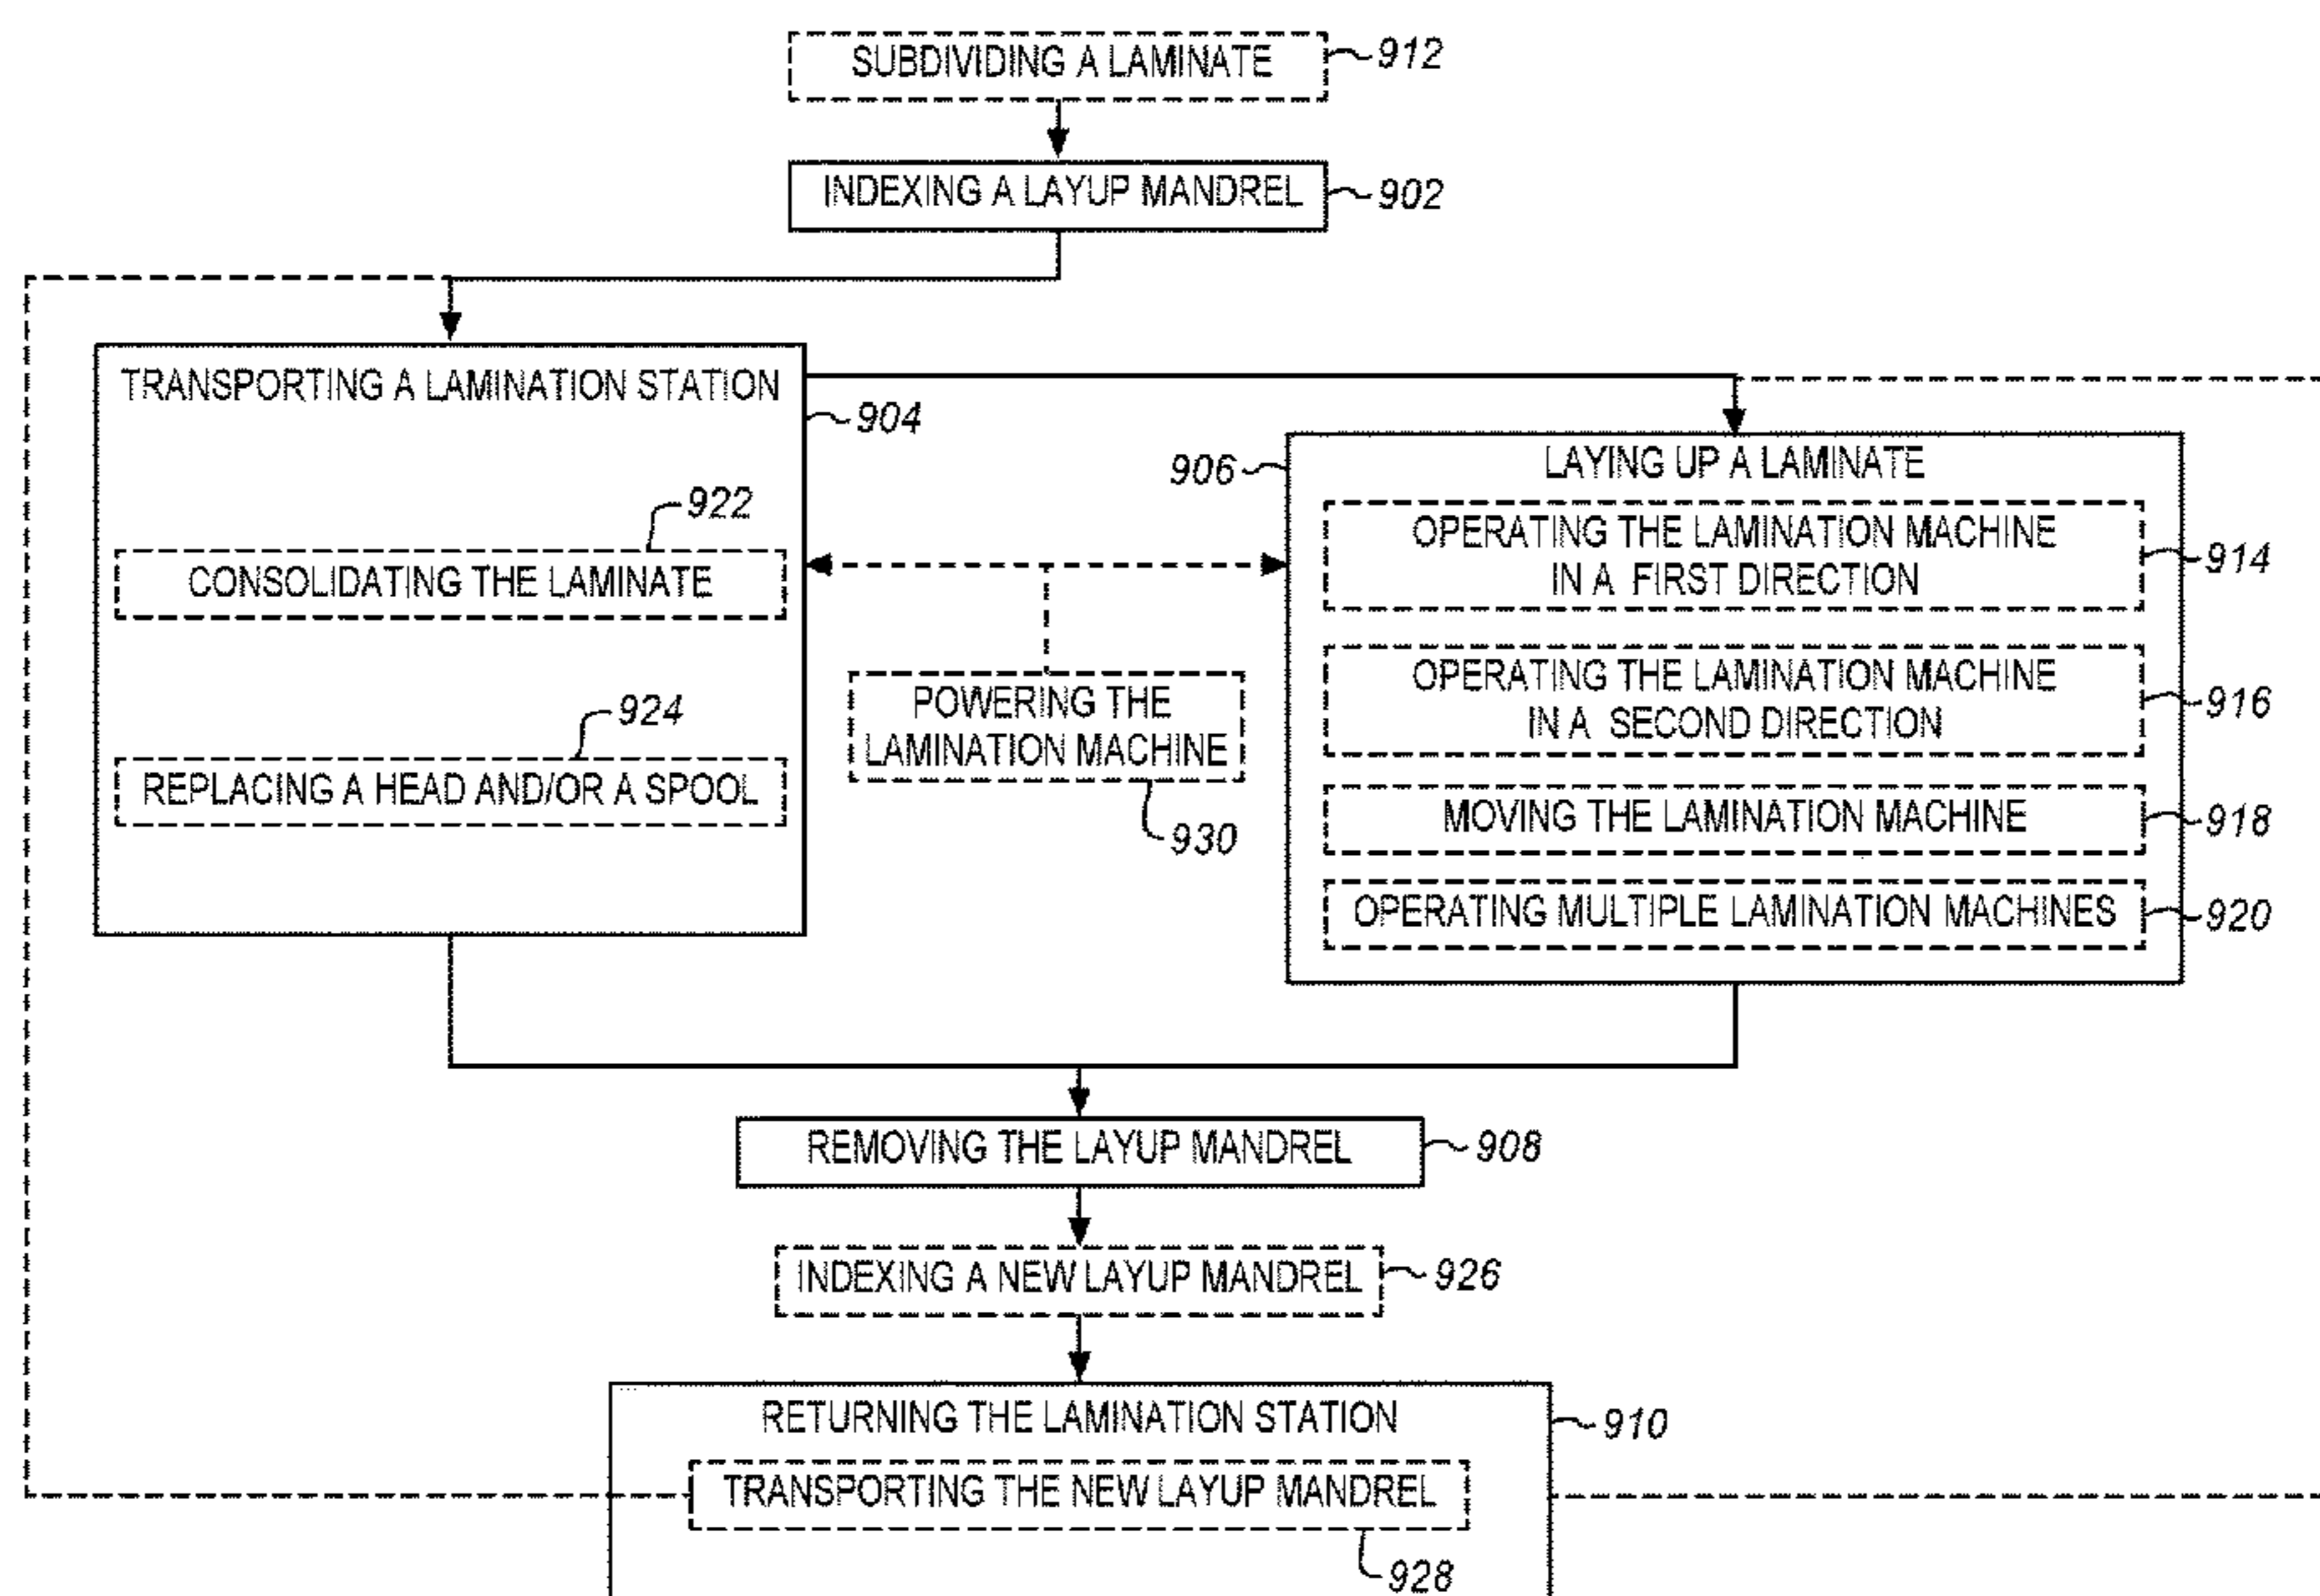 SUBDIVIDING A LAMINATE
912
INDEXING A LAYUP MANDREL
902
TRANSPORTING A LAMINATION STATION
904
922
CONSOLIDATING THE LAMINATE
924
REPLACING A HEAD AND/OR A SPOOL
POWERING THE
LAMINATION MACHINE
930
906
LAYING UP A LAMINATE
OPERATING THE LAMINATION MACHINE
IN A FIRST DIRECTION
914
OPERATING THE LAMINATION MACHINE
IN A SECOND DIRECTION
916
MOVING THE LAMINATION MACHINE
918
OPERATING MULTIPLE LAMINATION MACHINES
920
REMOVING THE LAYUP MANDREL
908
INDEXING A NEW LAYUP MANDREL
926
RETURNING THE LAMINATION STATION
910
TRANSPORTING THE NEW LAYUP MANDREL
928